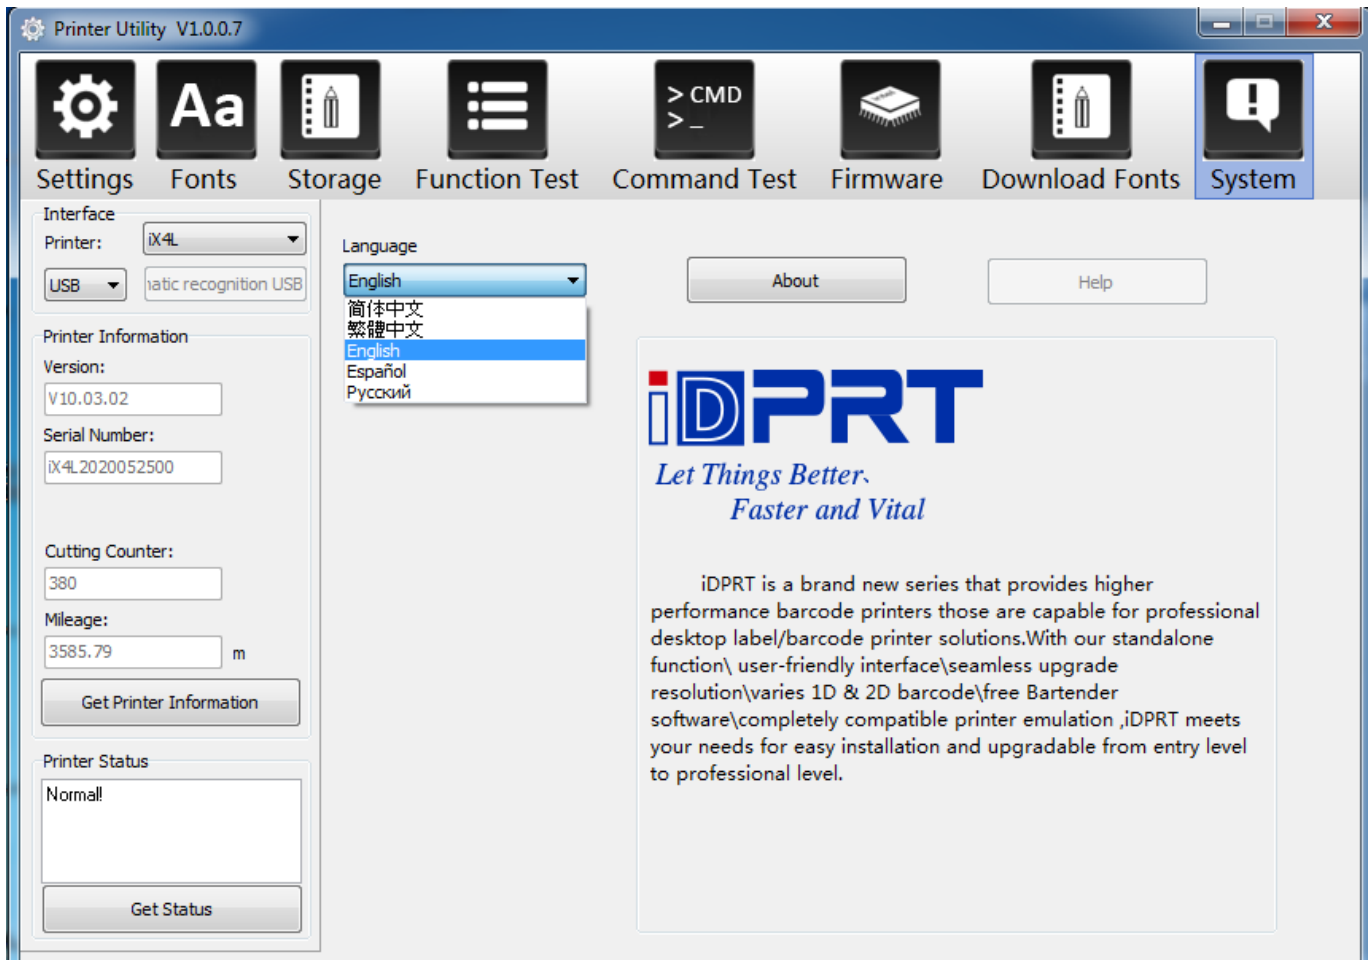 Printer Utility V1.0.0.7
Aa
> CMD
> _
Settings Fonts Storage Function Test Command Test Firmware Download Fonts System
Interface
Printer: iX4L
USB natic recognition USB
Printer Information
Version:
V10.03.02
Serial Number:
iX4L2020052500
Cutting Counter:
380
Mileage:
3585.79 m
Get Printer Information
Printer Status
Normal!
Get Status
Language
English
简体中文
繁體中文
English
Español
Русский
About
Help
iDPRT
Let Things Better、
Faster and Vital
iDPRT is a brand new series that provides higher
performance barcode printers those are capable for professional
desktop label/barcode printer solutions.With our standalone
function\ user-friendly interface\seamless upgrade
resolution\varies 1D & 2D barcode\free Bartender
software\completely compatible printer emulation ,iDPRT meets
your needs for easy installation and upgradable from entry level
to professional level.